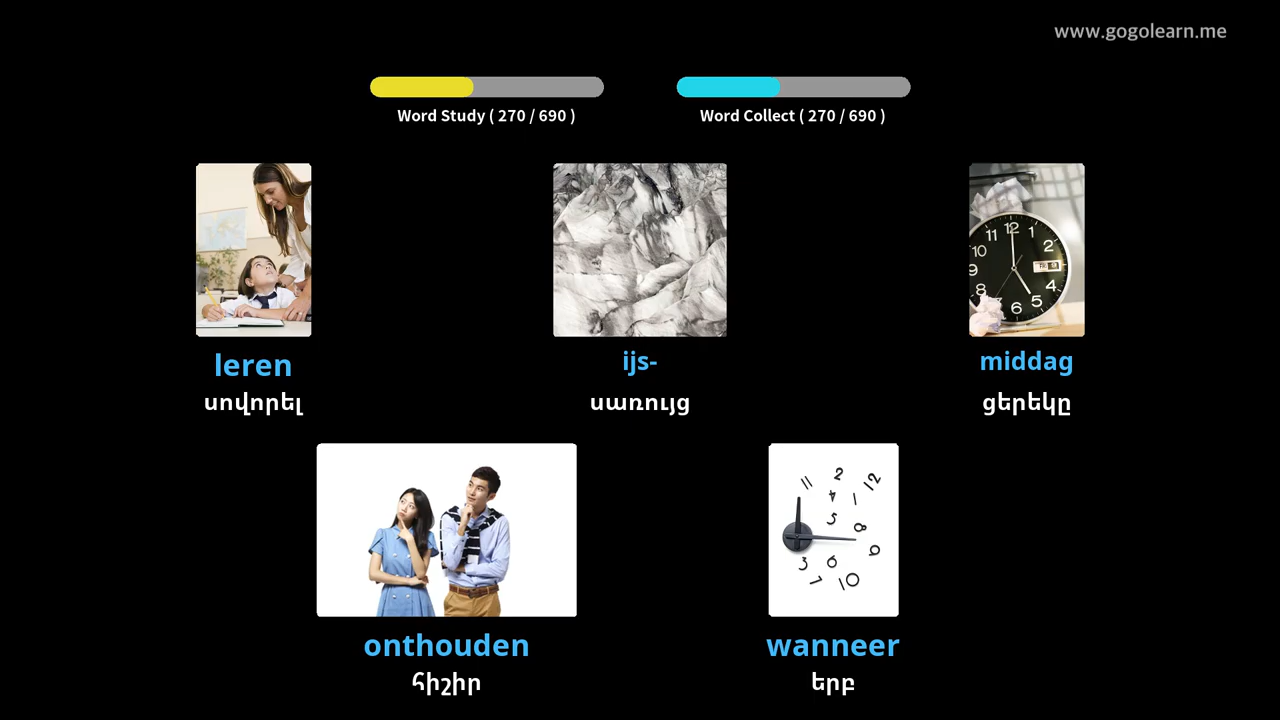 www.gogolearn.me
Word Study ( 270 / 690 )
Word Collect ( 270 / 690 )
leren
սովորել
ijs-
սառույց
middag
ցերեկը
onthouden
հիշիր
wanneer
երբ